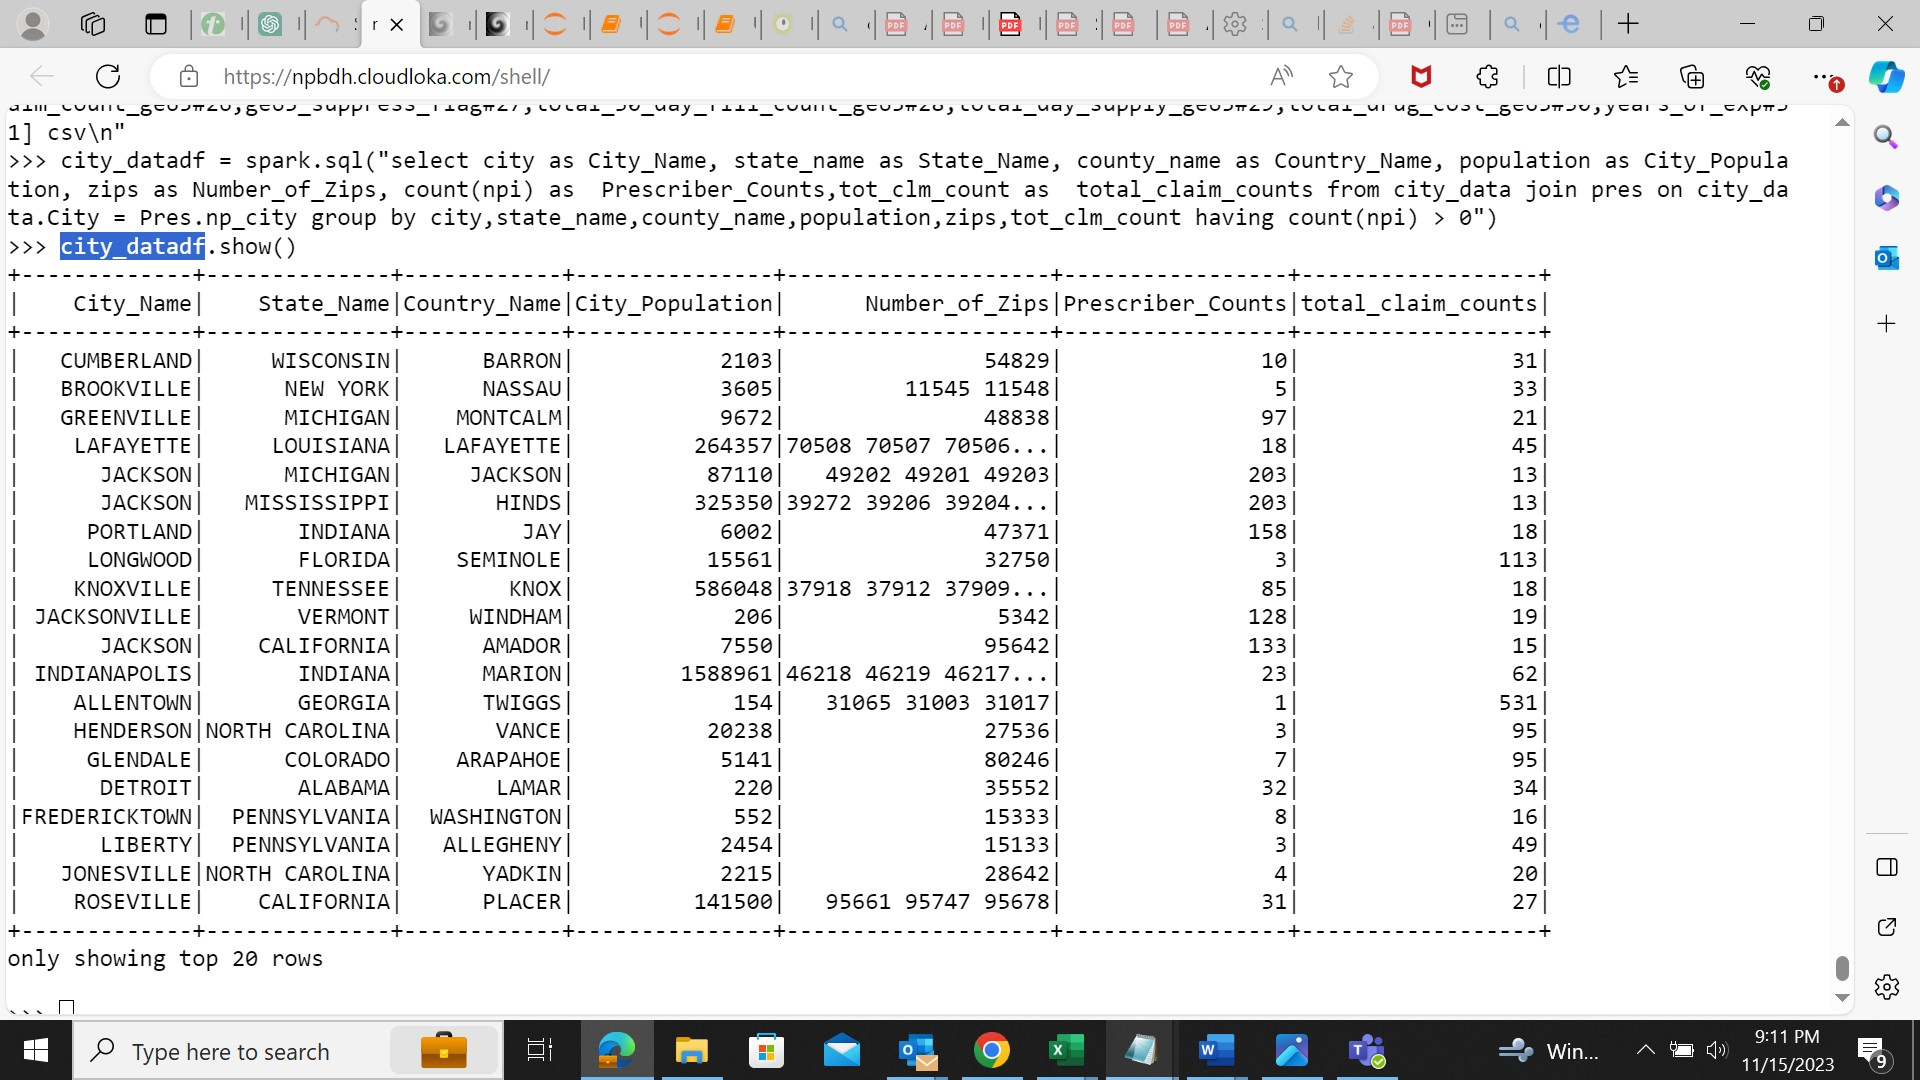 https://npbdh.cloudloka.com/shell/
1] csv\n"
>>> city_datadf = spark.sql("select city as City_Name, state_name as State_Name, county_name as Country_Name, population as City_Popula
tion, zips as Number_of_Zips, count(npi) as  Prescriber_Counts,tot_clm_count as  total_claim_counts from city_data join pres on city_da
ta.City = Pres.np_city group by city,state_name,county_name,population,zips,tot_clm_count having count(npi) > 0")
>>> city_datadf.show()
+-------------+--------------+------------+---------------+--------------------+-----------------+------------------+
|    City_Name|    State_Name|Country_Name|City_Population|      Number_of_Zips|Prescriber_Counts|total_claim_counts|
+-------------+--------------+------------+---------------+--------------------+-----------------+------------------+
|   CUMBERLAND|     WISCONSIN|      BARRON|           2103|               54829|               10|                31|
|   BROOKVILLE|      NEW YORK|      NASSAU|           3605|         11545 11548|                5|                33|
|   GREENVILLE|      MICHIGAN|    MONTCALM|           9672|               48838|               97|                21|
|    LAFAYETTE|     LOUISIANA|   LAFAYETTE|         264357|70508 70507 70506...|               18|                45|
|      JACKSON|      MICHIGAN|     JACKSON|          87110|   49202 49201 49203|              203|                13|
|      JACKSON|   MISSISSIPPI|       HINDS|         325350|39272 39206 39204...|              203|                13|
|     PORTLAND|       INDIANA|         JAY|           6002|               47371|              158|                18|
|     LONGWOOD|       FLORIDA|    SEMINOLE|          15561|               32750|                3|               113|
|    KNOXVILLE|     TENNESSEE|        KNOX|         586048|37918 37912 37909...|               85|                18|
| JACKSONVILLE|       VERMONT|     WINDHAM|            206|                5342|              128|                19|
|      JACKSON|    CALIFORNIA|      AMADOR|           7550|               95642|              133|                15|
| INDIANAPOLIS|       INDIANA|      MARION|        1588961|46218 46219 46217...|               23|                62|
|    ALLENTOWN|       GEORGIA|      TWIGGS|            154|   31065 31003 31017|                1|               531|
|    HENDERSON|NORTH CAROLINA|       VANCE|          20238|               27536|                3|                95|
|     GLENDALE|      COLORADO|    ARAPAHOE|           5141|               80246|                7|                95|
|      DETROIT|       ALABAMA|       LAMAR|            220|               35552|               32|                34|
|FREDERICKTOWN|  PENNSYLVANIA|  WASHINGTON|            552|               15333|                8|                16|
|      LIBERTY|  PENNSYLVANIA|   ALLEGHENY|           2454|               15133|                3|                49|
|   JONESVILLE|NORTH CAROLINA|      YADKIN|           2215|               28642|                4|                20|
|    ROSEVILLE|    CALIFORNIA|      PLACER|         141500|   95661 95747 95678|               31|                27|
+-------------+--------------+------------+---------------+--------------------+-----------------+------------------+
only showing top 20 rows
Type here to search
Win...
9:11 PM
11/15/2023
9